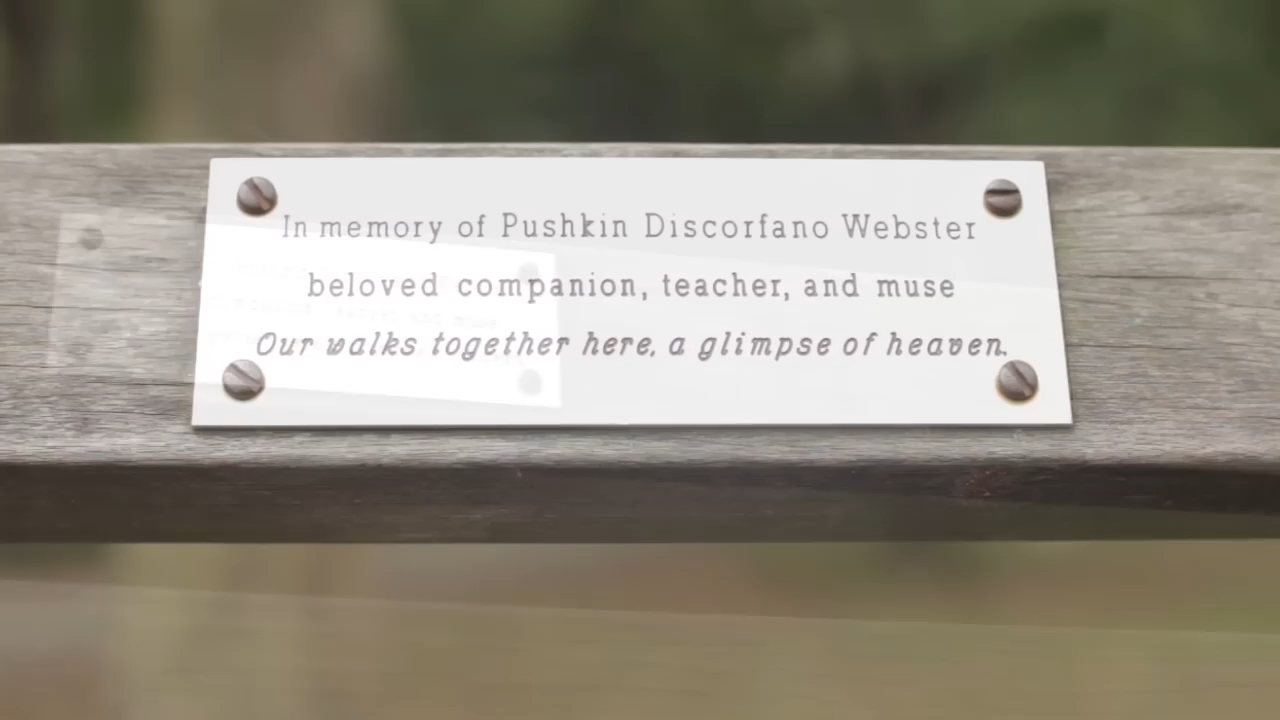 In memory of Pushkin Discorfano Webster
beloved companion, teacher, and muse
Our walks together here, a glimpse of heaven.